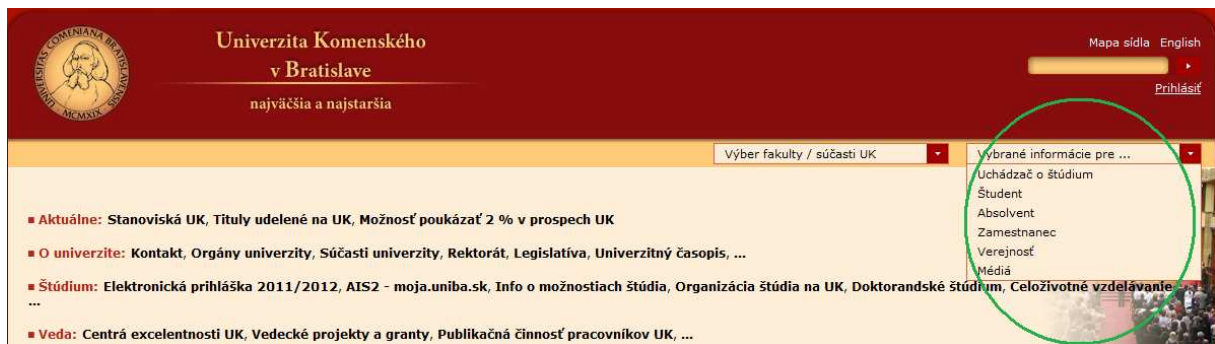 UNIVERSITAS COMENIANA BRATISLAVENSIS
MCMXIX
Univerzita Komenského
v Bratislave
najväčšia a najstaršia
Mapa sídla English
Prihlásiť
Výber fakulty / súčasti UK
Vybrané informácie pre ...
Uchádzač o štúdium
Študent
Absolvent
Zamestnanec
Verejnosť
Médiá
Aktuálne: Stanoviská UK, Tituly udelené na UK, Možnosť poukázať 2 % v prospech UK
O univerzite: Kontakt, Orgány univerzity, Súčasti univerzity, Rektorát, Legislatíva, Univerzitný časopis, ...
Štúdium: Elektronická prihláška 2011/2012, AIS2 - moja.uniba.sk, Info o možnostiach štúdia, Organizácia štúdia na UK, Doktorandské štúdium, Celoživotné vzdelávanie
...
Veda: Centrá excelentnosti UK, Vedecké projekty a granty, Publikačná činnosť pracovníkov UK, ...